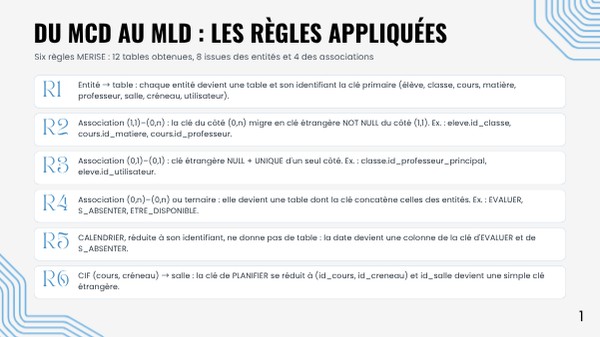 DU MCD AU MLD : LES RÈGLES APPLIQUÉES
Six règles MERISE : 12 tables obtenues, 8 issues des entités et 4 des associations
R1
Entité → table : chaque entité devient une table et son identifiant la clé primaire (élève, classe, cours, matière,
professeur, salle, créneau, utilisateur).
R2
Association (1,1)–(0,n) : la clé du côté (0,n) migre en clé étrangère NOT NULL du côté (1,1). Ex. : eleve.id_classe,
cours.id_matiere, cours.id_professeur.
R3
Association (0,1)–(0,1) : clé étrangère NULL + UNIQUE d'un seul côté. Ex. : classe.id_professeur_principal,
eleve.id_utilisateur.
R4
Association (0,n)–(0,n) ou ternaire : elle devient une table dont la clé concatène celles des entités. Ex. : EVALUER,
S_ABSENTER, ETRE_DISPONIBLE.
R5
CALENDRIER, réduite à son identifiant, ne donne pas de table : la date devient une colonne de la clé d'EVALUER et de
S_ABSENTER.
R6
CIF (cours, créneau) → salle : la clé de PLANIFIER se réduit à (id_cours, id_creneau) et id_salle devient une simple clé
étrangère.
1